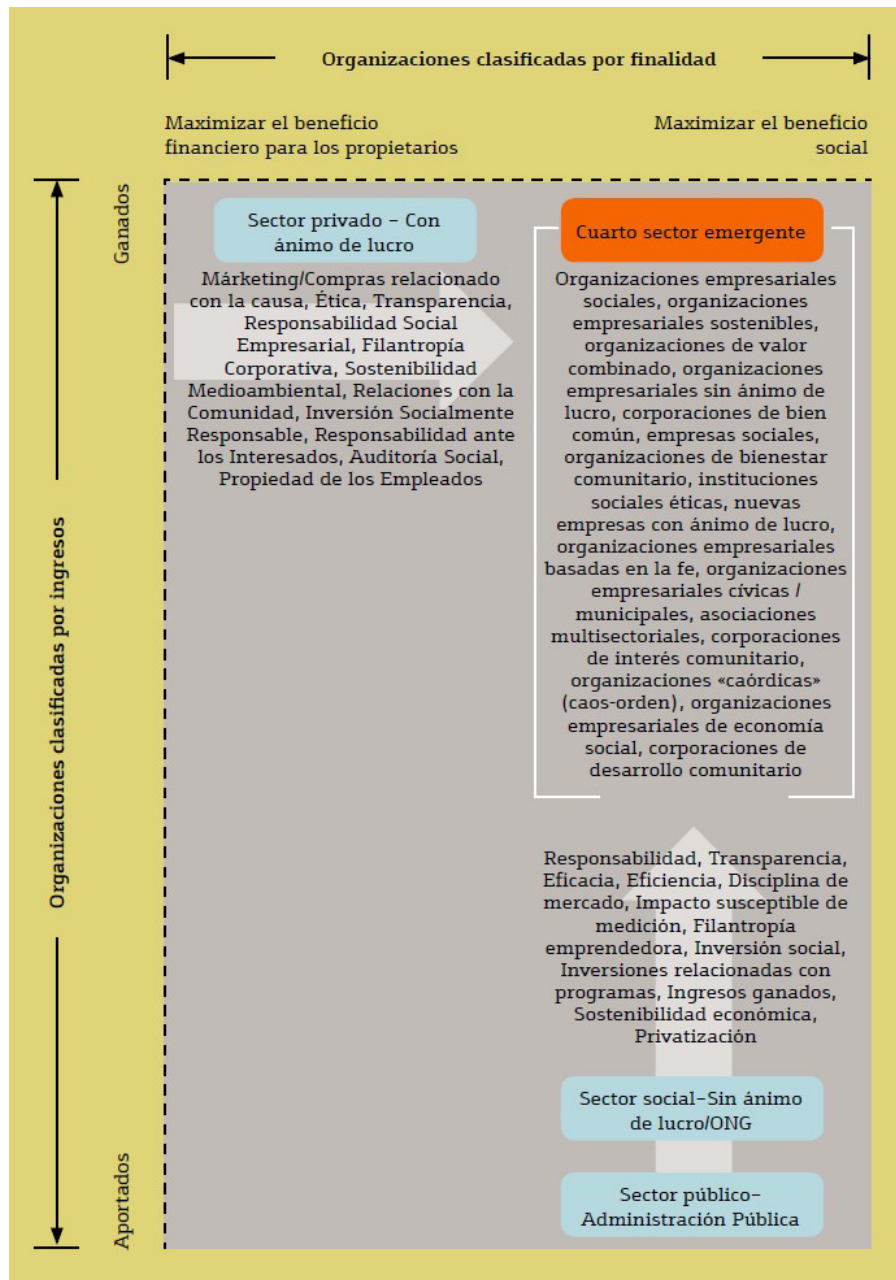 Organizaciones clasificadas por finalidad
Maximizar el beneficio
financiero para los propietarios
Maximizar el beneficio
social
Organizaciones clasificadas por ingresos
Ganados
Aportados
Sector privado – Con
ánimo de lucro
Márketing/Compras relacionado
con la causa, Ética, Transparencia,
Responsabilidad Social
Empresarial, Filantropía
Corporativa, Sostenibilidad
Medioambiental, Relaciones con la
Comunidad, Inversión Socialmente
Responsable, Responsabilidad ante
los Interesados, Auditoría Social,
Propiedad de los Empleados
Cuarto sector emergente
Organizaciones empresariales
sociales, organizaciones
empresariales sostenibles,
organizaciones de valor
combinado, organizaciones
empresariales sin ánimo de
lucro, corporaciones de bien
común, empresas sociales,
organizaciones de bienestar
comunitario, instituciones
sociales éticas, nuevas
empresas con ánimo de lucro,
organizaciones empresariales
basadas en la fe, organizaciones
empresariales cívicas /
municipales, asociaciones
multisectoriales, corporaciones
de interés comunitario,
organizaciones «caórdicas»
(caos-orden), organizaciones
empresariales de economía
social, corporaciones de
desarrollo comunitario
Responsabilidad, Transparencia,
Eficacia, Eficiencia, Disciplina de
mercado, Impacto susceptible de
medición, Filantropía
emprendedora, Inversión social,
Inversiones relacionadas con
programas, Ingresos ganados,
Sostenibilidad económica,
Privatización
Sector social–Sin ánimo
de lucro/ONG
Sector público–
Administración Pública